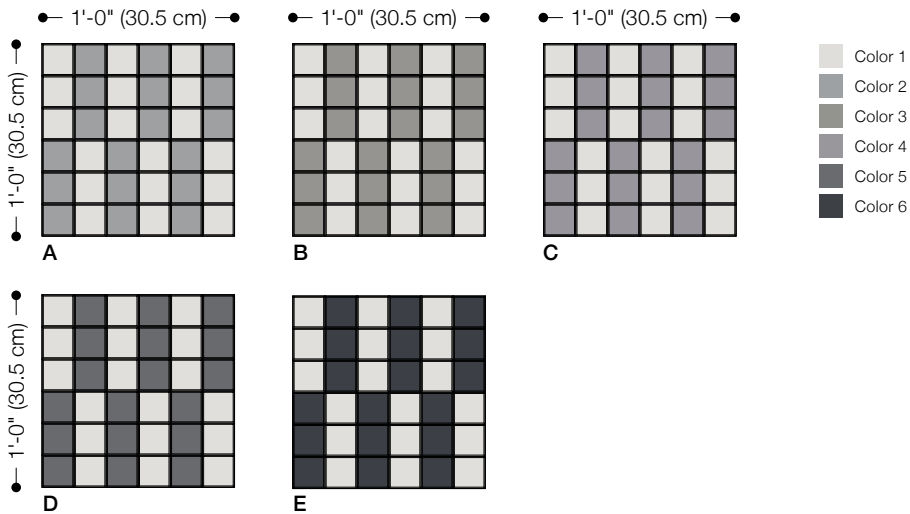 1'-0" (30.5 cm)
1'-0" (30.5 cm)
1'-0" (30.5 cm)
1'-0" (30.5 cm)
A
B
C
Color 1
Color 2
Color 3
Color 4
Color 5
Color 6
1'-0" (30.5 cm)
D
E